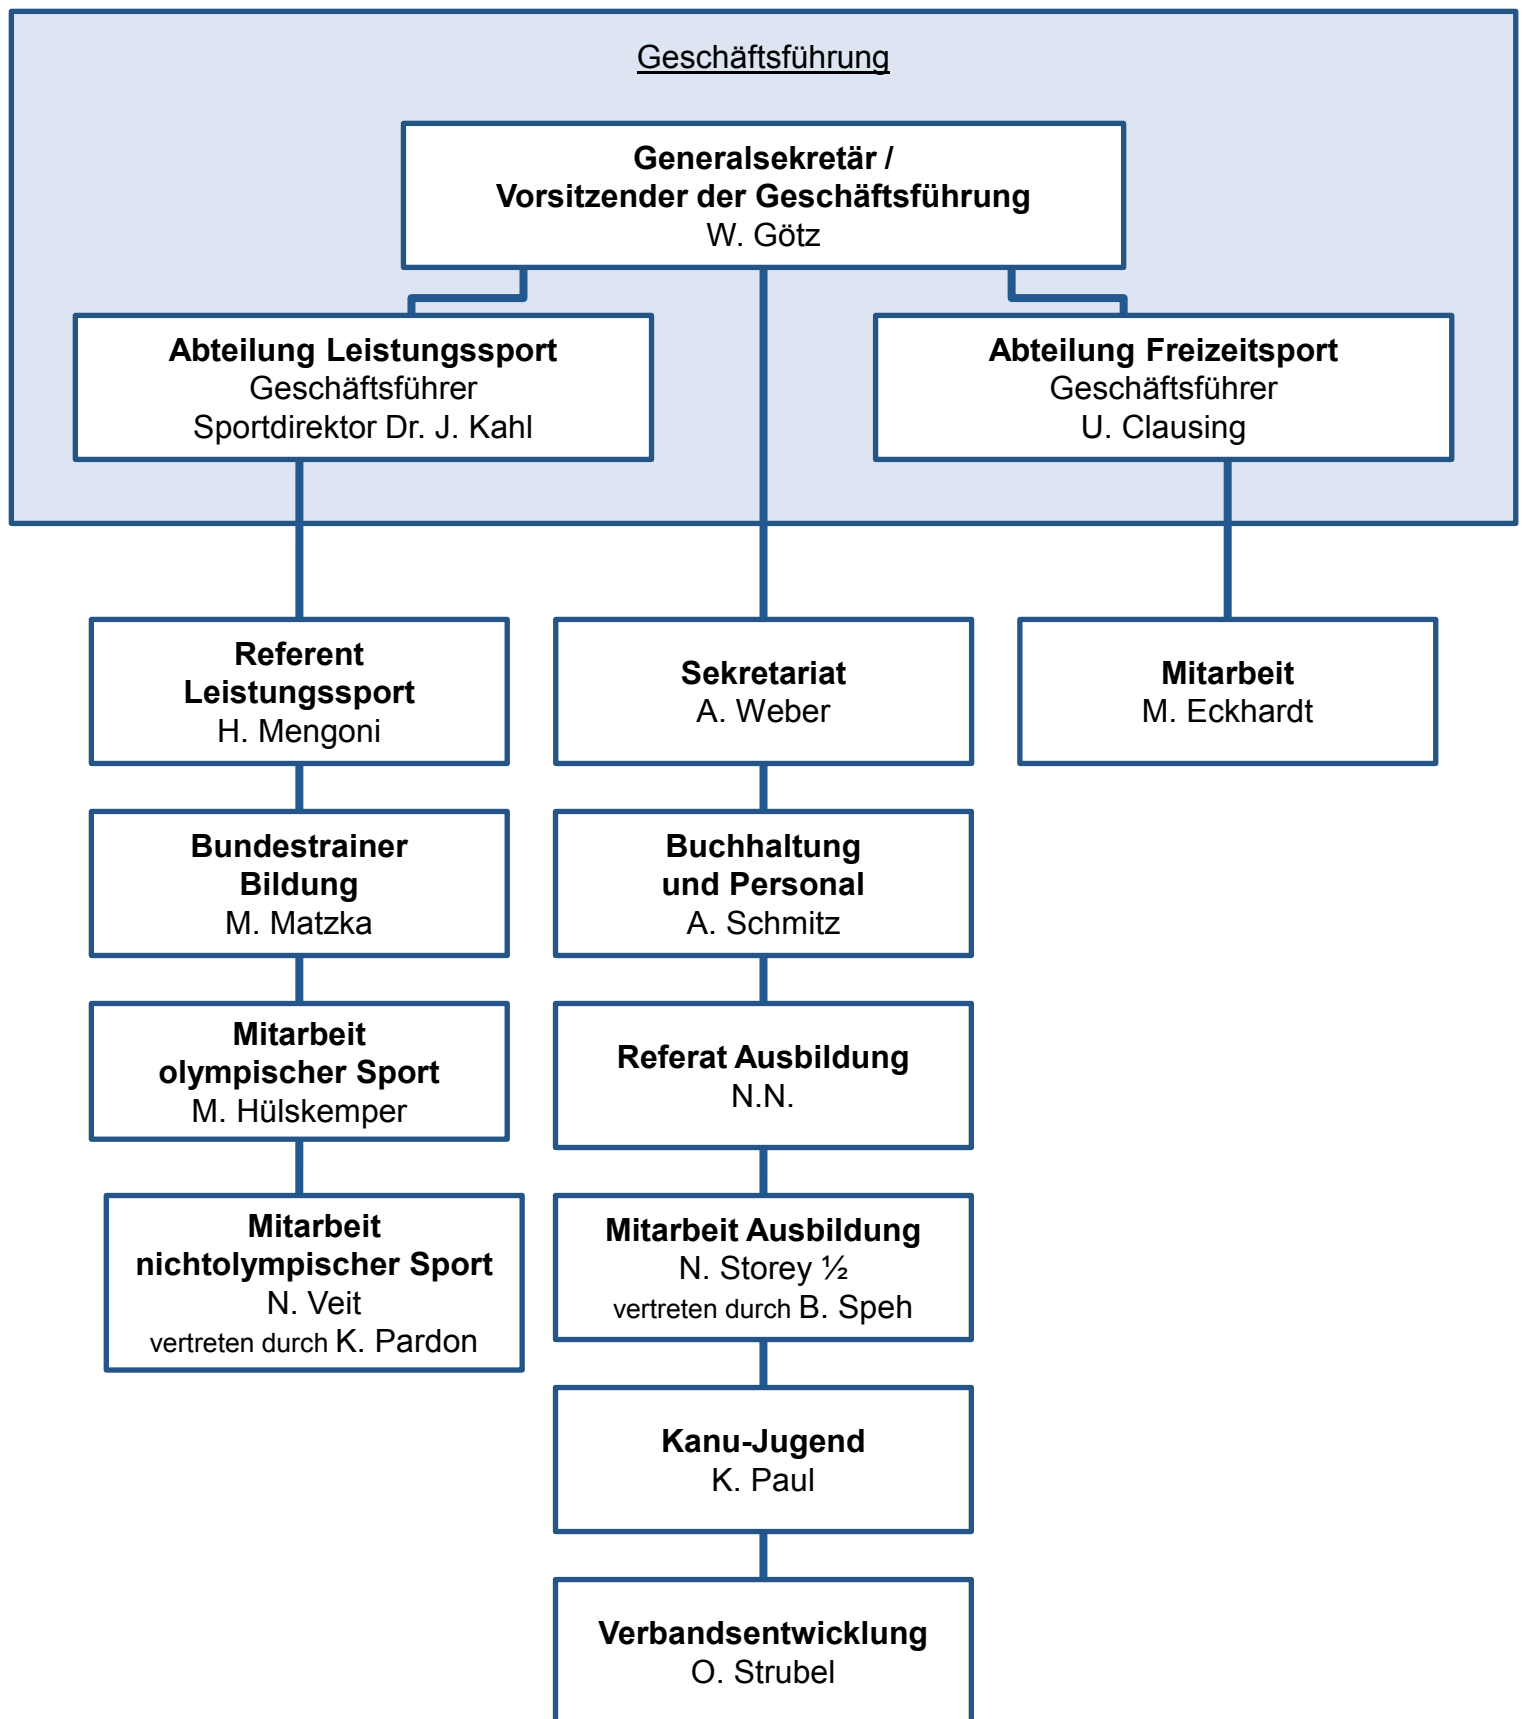 Geschäftsführung
Generalsekretär /
Vorsitzender der Geschäftsführung
W. Götz
Abteilung Leistungssport
Geschäftsführer
Sportdirektor Dr. J. Kahl
Abteilung Freizeitsport
Geschäftsführer
U. Clausing
Referent
Leistungssport
H. Mengoni
Bundestrainer
Bildung
M. Matzka
Mitarbeit
olympischer Sport
M. Hülskemper
Mitarbeit
nichtolympischer Sport
N. Veit
vertreten durch K. Pardon
Sekretariat
A. Weber
Buchhaltung
und Personal
A. Schmitz
Referat Ausbildung
N.N.
Mitarbeit Ausbildung
N. Storey ½
vertreten durch B. Speh
Kanu-Jugend
K. Paul
Verbandsentwicklung
O. Strubel
Mitarbeit
M. Eckhardt